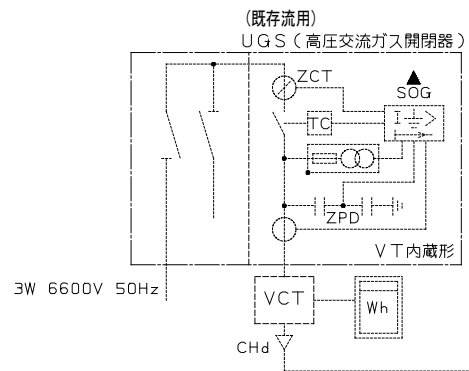 (既存流用)
UGS(高圧交流ガス開閉器)
ZCT
SOG
I
TC
ZPD
VT内蔵形
3W 6600V 50Hz
VCT
Wh
CHd